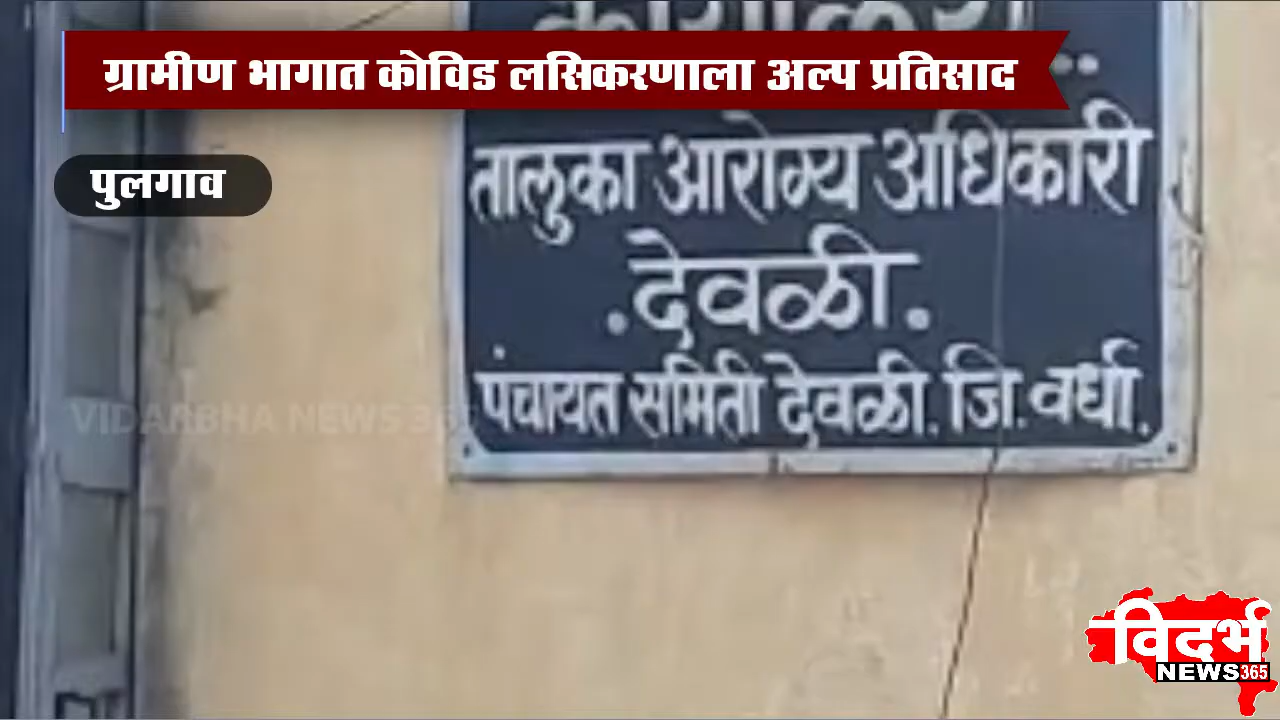 ग्रामीण भागात कोविड लसिकरणाला अल्प प्रतिसाद
पुलगाव
तालुका आरोग्य अधिकारी
.देवळी.
पंचायत समिती देवळी. जि. वर्धा.
VIDARBHA NEWS 365
विदर्भ
NEWS365